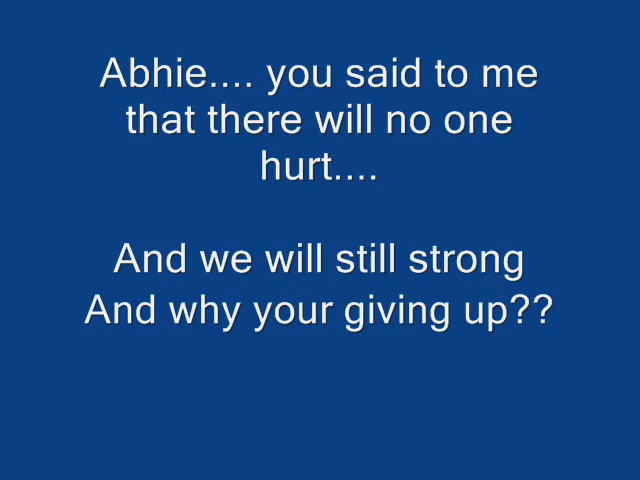 Abhie.... you said to me
that there will no one
hurt....
And we will still strong
And why your giving up??